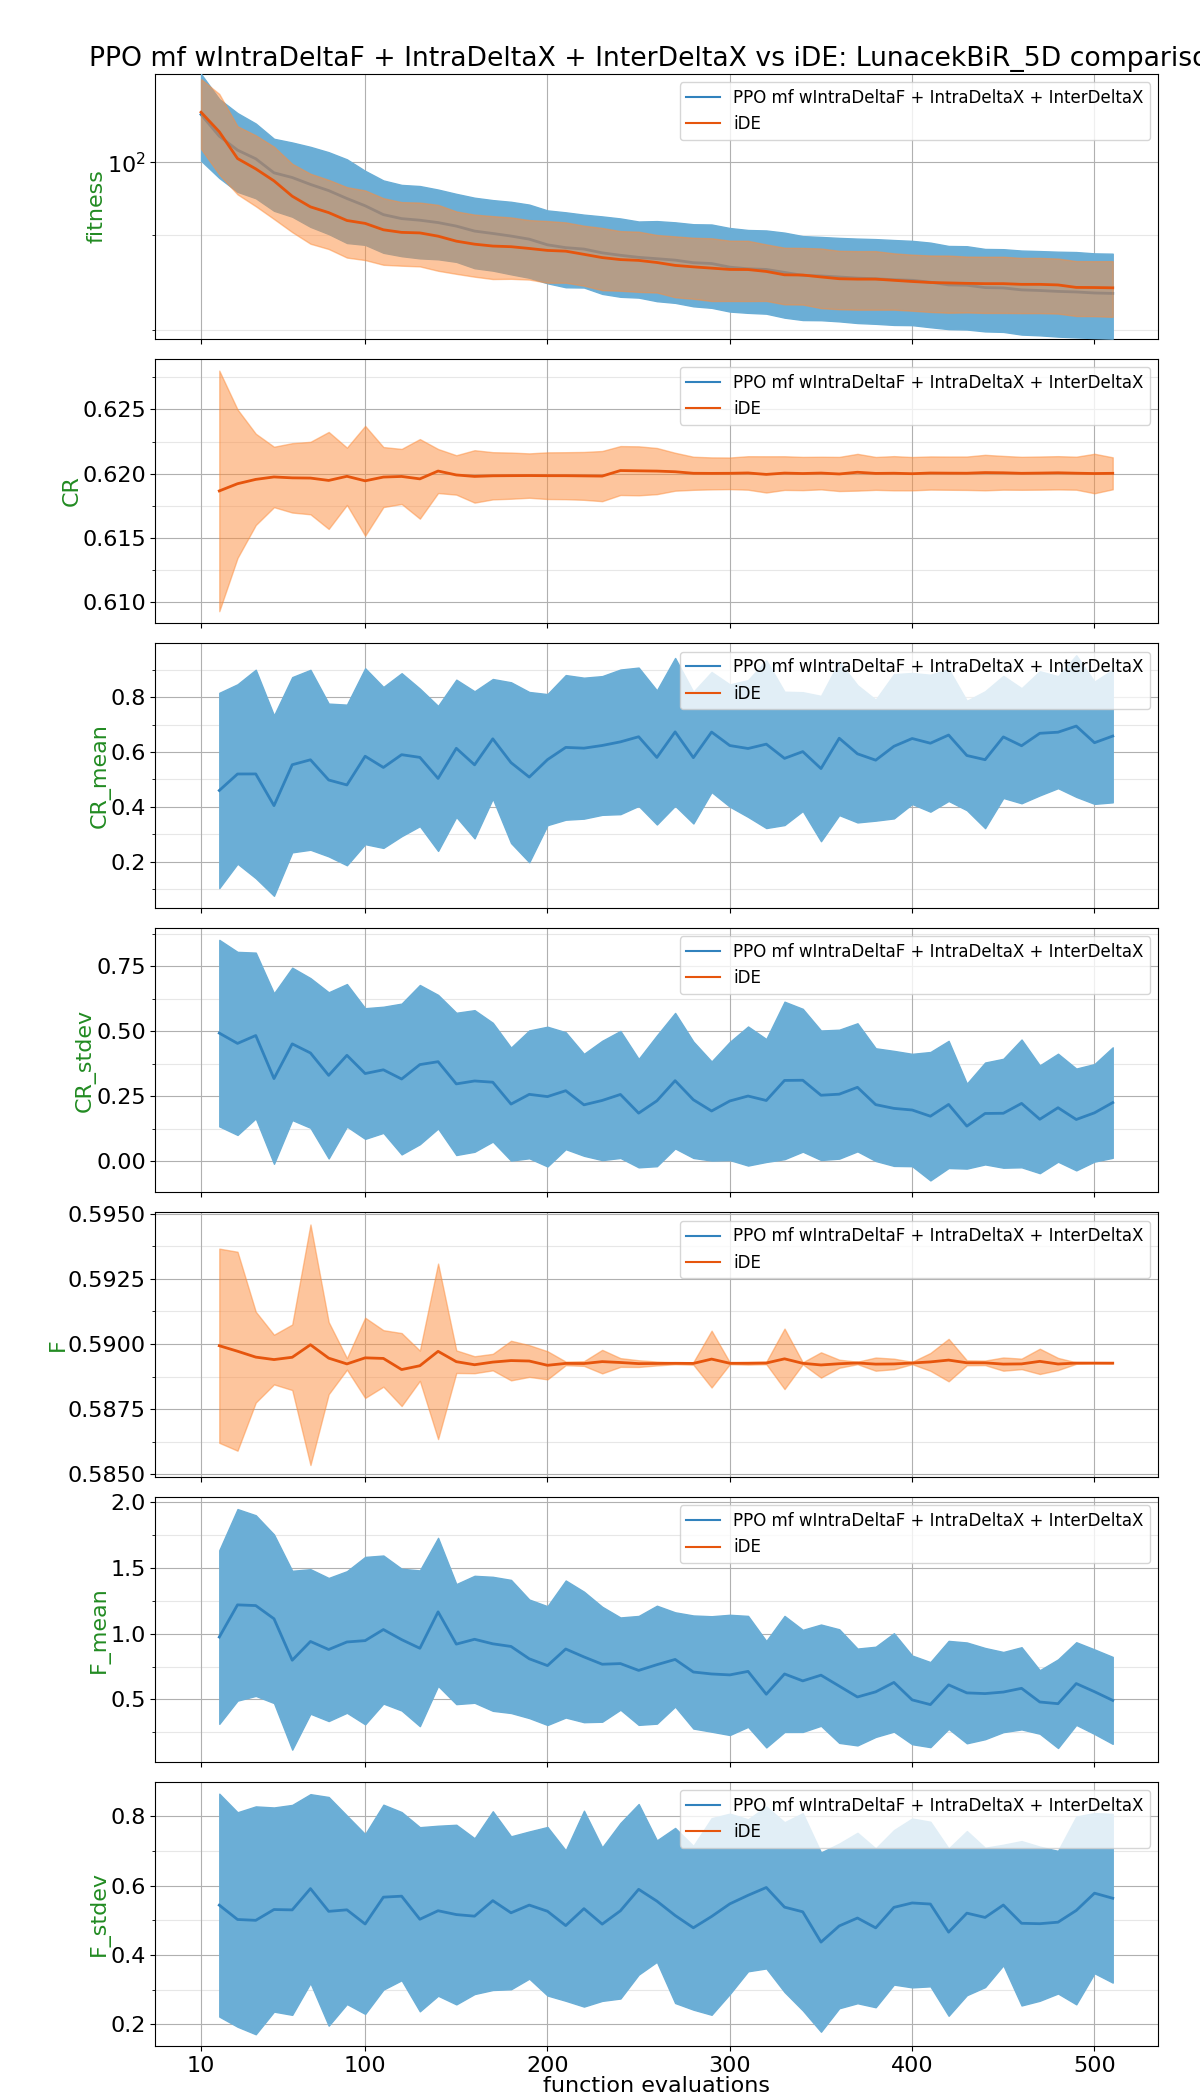 PPO mf wIntraDeltaF + IntraDeltaX + InterDeltaX vs iDE: LunacekBiR_5D
PPO mf wIntraDeltaF + IntraDeltaX + InterDeltaX
iDE
10²
fitness
PPO mf wIntraDeltaF + IntraDeltaX + InterDeltaX
iDE
0.625
0.620
0.615
0.610
CR
PPO mf wIntraDeltaF + IntraDeltaX + InterDeltaX
iDE
0.8
0.6
0.4
0.2
CR_mean
PPO mf wIntraDeltaF + IntraDeltaX + InterDeltaX
iDE
0.75
0.50
0.25
0.00
CR_stdev
PPO mf wIntraDeltaF + IntraDeltaX + InterDeltaX
iDE
0.5950
0.5925
0.5900
0.5875
0.5850
F
PPO mf wIntraDeltaF + IntraDeltaX + InterDeltaX
iDE
2.0
1.5
1.0
0.5
F_mean
PPO mf wIntraDeltaF + IntraDeltaX + InterDeltaX
iDE
0.8
0.6
0.4
0.2
F_stdev
10 100 200 300 400 500
function evaluations